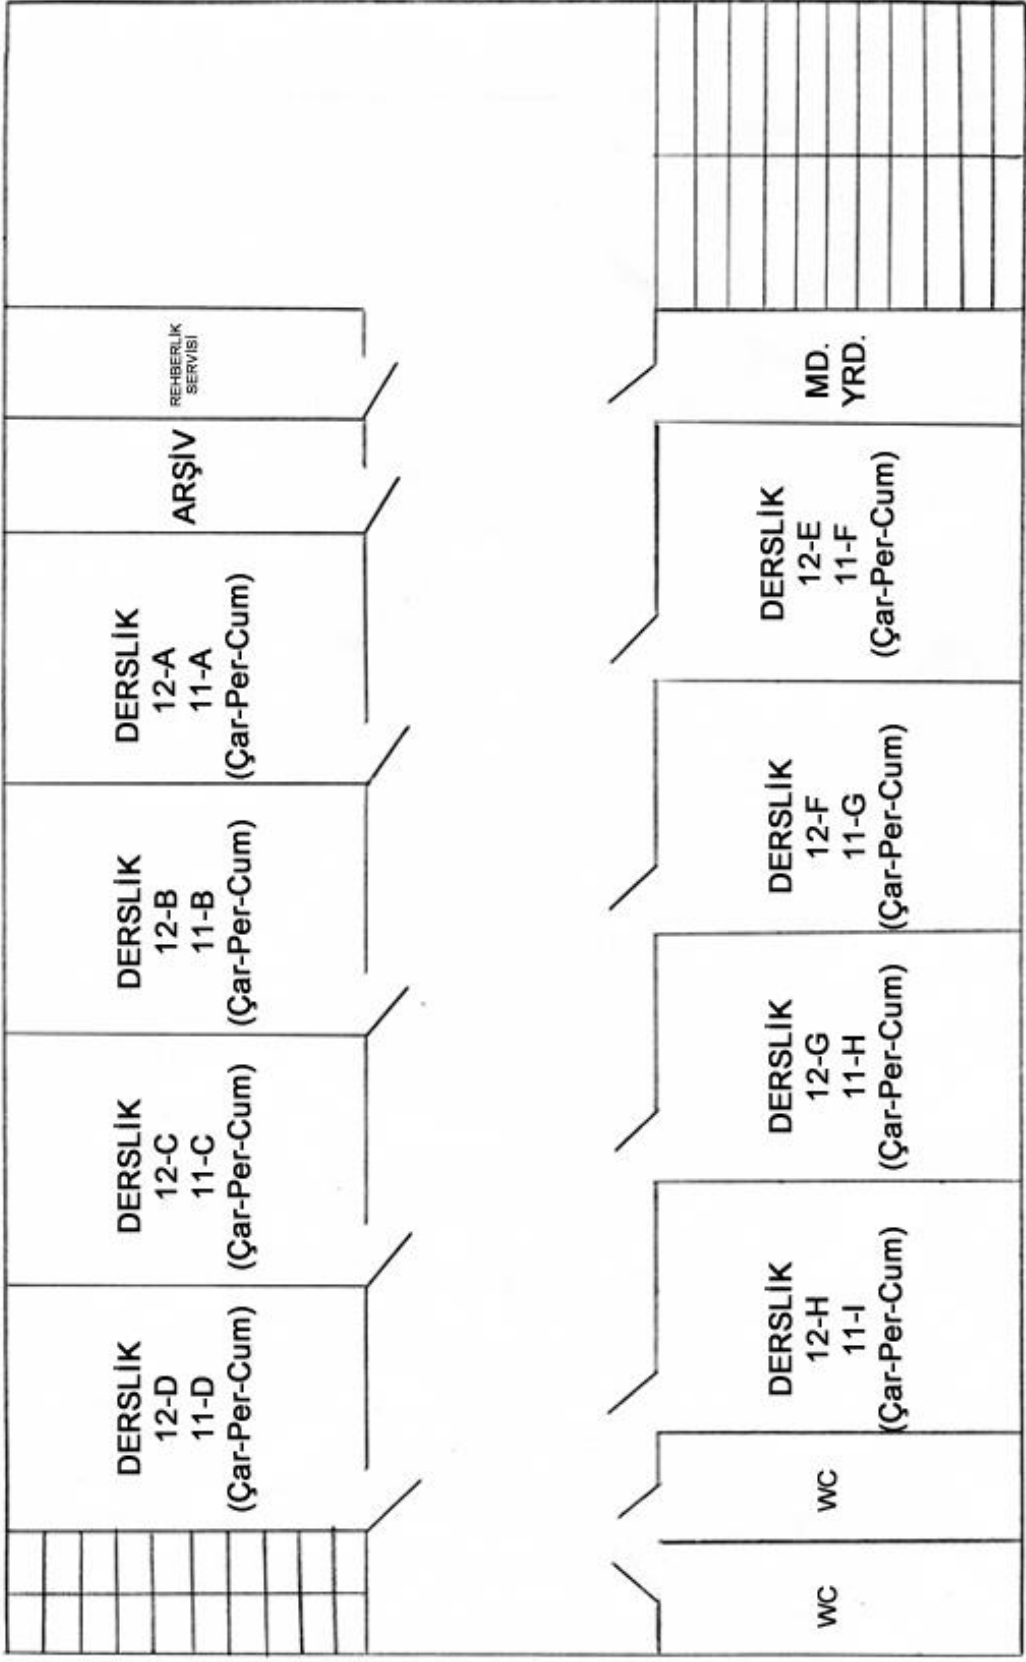 DERSLİK
12-D
11-D
(Çar-Per-Cum)
DERSLİK
12-C
11-C
(Çar-Per-Cum)
DERSLİK
12-B
11-B
(Çar-Per-Cum)
DERSLİK
12-A
11-A
(Çar-Per-Cum)
ARŞİV
REHBERLİK
SERVİSİ
WC
WC
DERSLİK
12-H
11-I
(Çar-Per-Cum)
DERSLİK
12-G
11-H
(Çar-Per-Cum)
DERSLİK
12-F
11-G
(Çar-Per-Cum)
DERSLİK
12-E
11-F
(Çar-Per-Cum)
MD.
YRD.